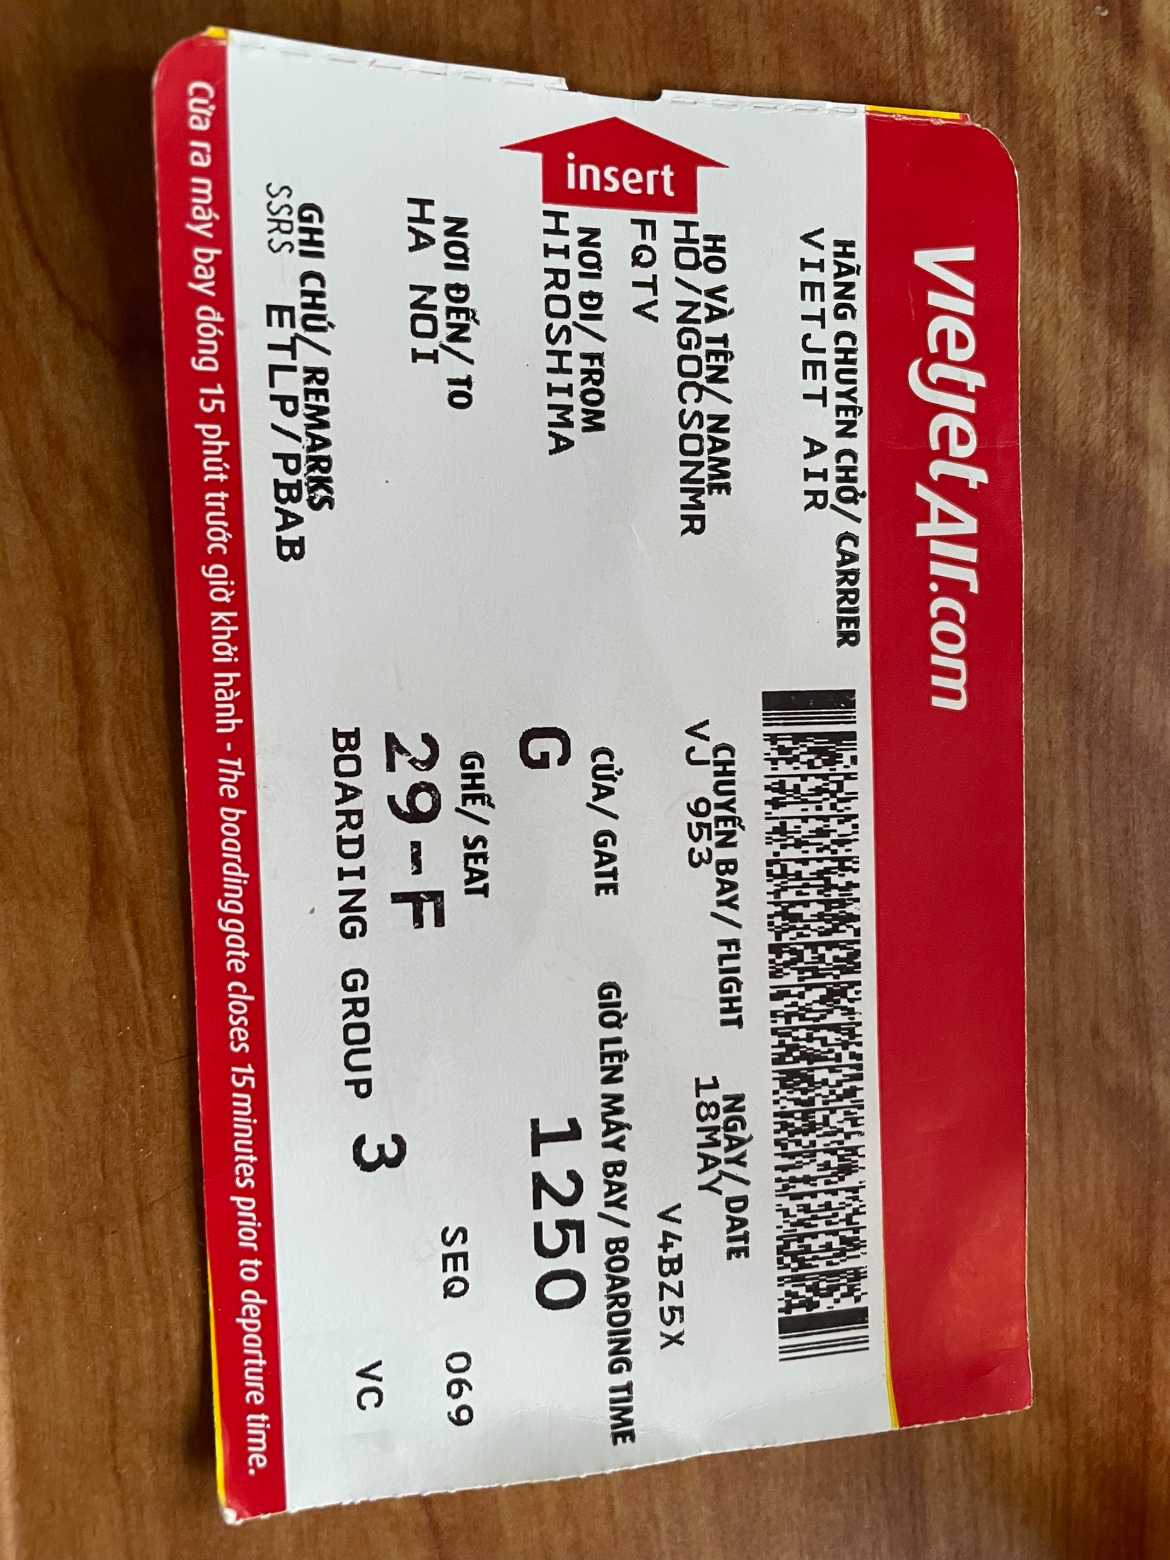 vietjetAir.com
HÃNG CHUYÊN CHỞ/ CARRIER
VIETJET AIR
HỌ VÀ TÊN/ NAME
HO/NGOCSONMR
FQTV
CHUYẾN BAY/ FLIGHT
VJ 953
NGÀY/ DATE
18MAY
V4BZ5X
insert
NƠI ĐI/ FROM
HIROSHIMA
CỬA/ GATE
G
GIỜ LÊN MÁY BAY/ BOARDING TIME
1250
NƠI ĐẾN/ TO
HA NOI
GHẾ/ SEAT
29-F
SEQ 069
BOARDING GROUP 3
VC
GHI CHÚ/ REMARKS
SSRS ETLP/PBAB
Cửa ra máy bay đóng 15 phút trước giờ khởi hành - The boarding gate closes 15 minutes prior to departure time.